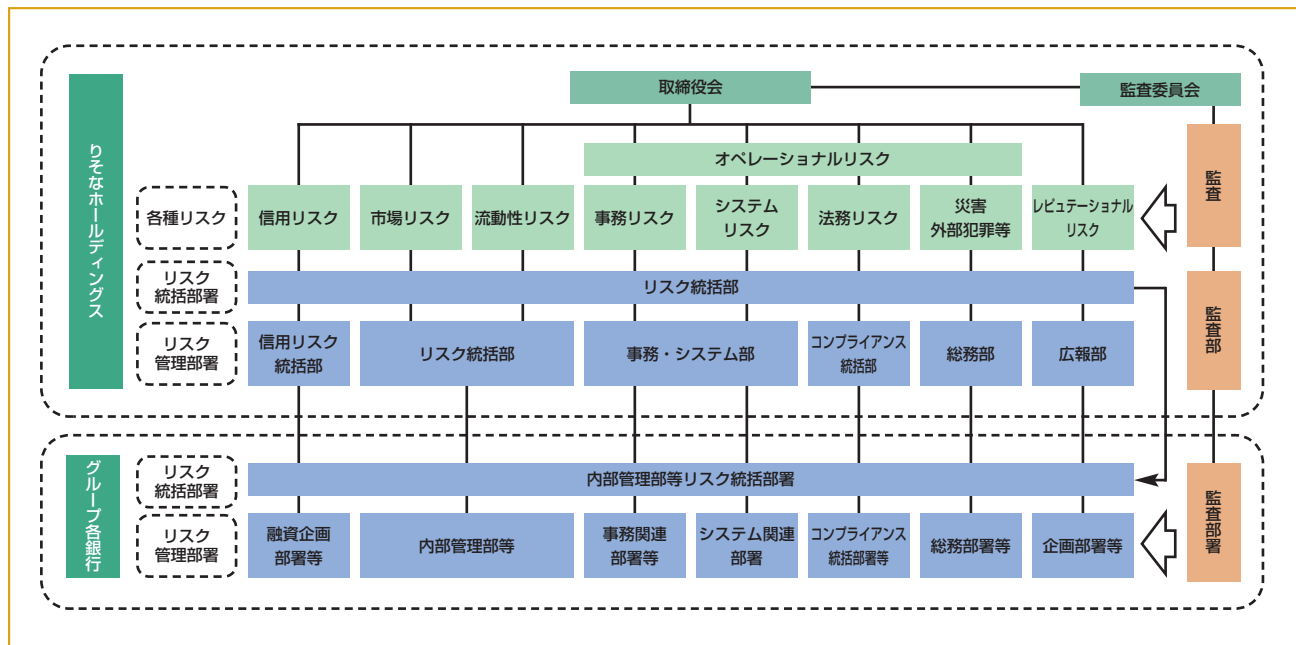 取締役会
監査委員会
りそなホールディングス
オペレーショナルリスク
監査
各種リスク
信用リスク
市場リスク
流動性リスク
事務リスク
システム
リスク
法務リスク
災害
外部犯罪等
レピュテーショナル
リスク
リスク
統括部署
リスク統括部
監査部
リスク
管理部署
信用リスク
統括部
リスク統括部
事務・システム部
コンプライアンス
統括部
総務部
広報部
グループ各銀行
リスク
統括部署
内部管理部等リスク統括部署
監査部署
リスク
管理部署
融資企画
部署等
内部管理部等
事務関連
部署等
システム関連
部署
コンプライアンス
統括部署等
総務部署等
企画部署等